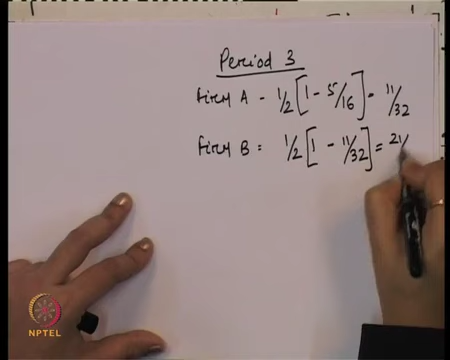 Period 3
Firm A - 1/2 [1 - 5/16] - 11/32
Firm B = 1/2 [1 - 11/32] = 21/
NPTEL